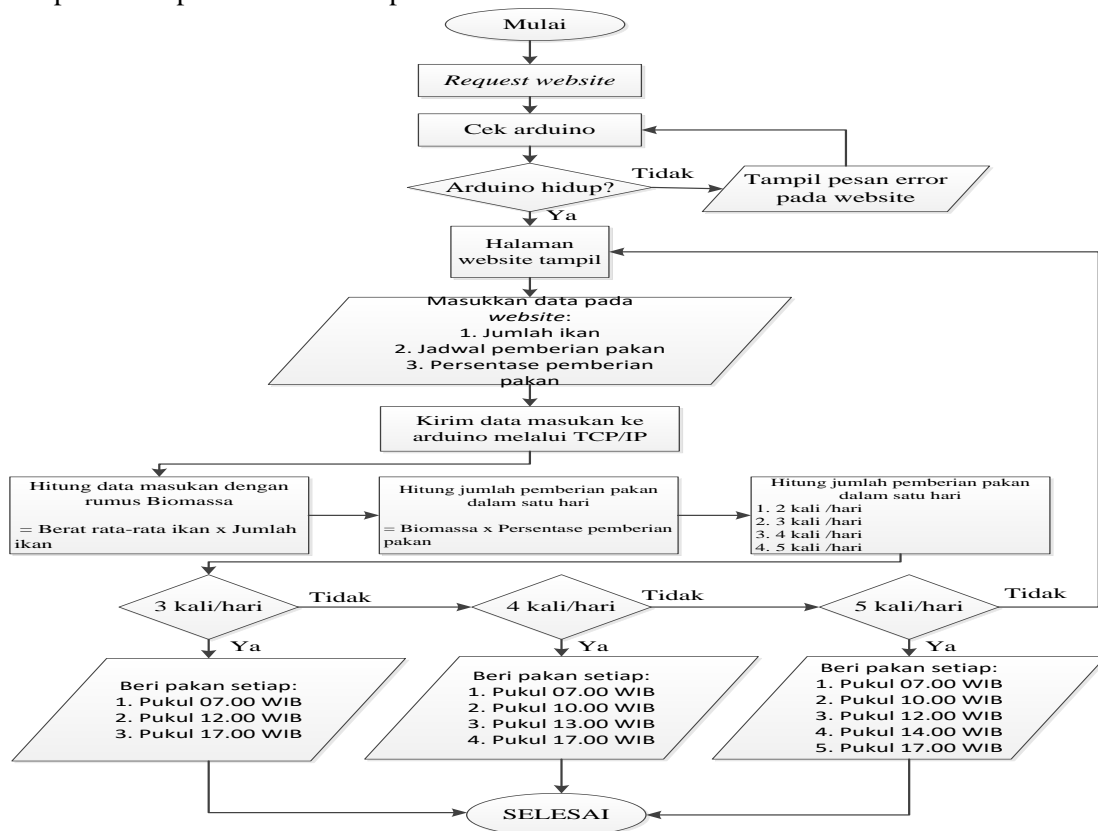 Mulai
Request website
Cek arduino
Arduino hidup?
Tidak
Tampil pesan error
pada website
Ya
Halaman
website tampil
Masukkan data pada
website:
1. Jumlah ikan
2. Jadwal pemberian pakan
3. Persentase pemberian
pakan
Kirim data masukan ke
arduino melalui TCP/IP
Hitung data masukan dengan
rumus Biomassa
= Berat rata-rata ikan x Jumlah
ikan
Hitung jumlah pemberian pakan
dalam satu hari
= Biomassa x Persentase pemberian
pakan
Hitung jumlah pemberian pakan
dalam satu hari
1. 2 kali /hari
2. 3 kali /hari
3. 4 kali /hari
4. 5 kali /hari
3 kali/hari
Tidak
4 kali/hari
Tidak
5 kali/hari
Tidak
Ya
Ya
Ya
Beri pakan setiap:
1. Pukul 07.00 WIB
2. Pukul 12.00 WIB
3. Pukul 17.00 WIB
Beri pakan setiap:
1. Pukul 07.00 WIB
2. Pukul 10.00 WIB
3. Pukul 13.00 WIB
4. Pukul 17.00 WIB
Beri pakan setiap:
1. Pukul 07.00 WIB
2. Pukul 10.00 WIB
3. Pukul 12.00 WIB
4. Pukul 14.00 WIB
5. Pukul 17.00 WIB
SELESAI